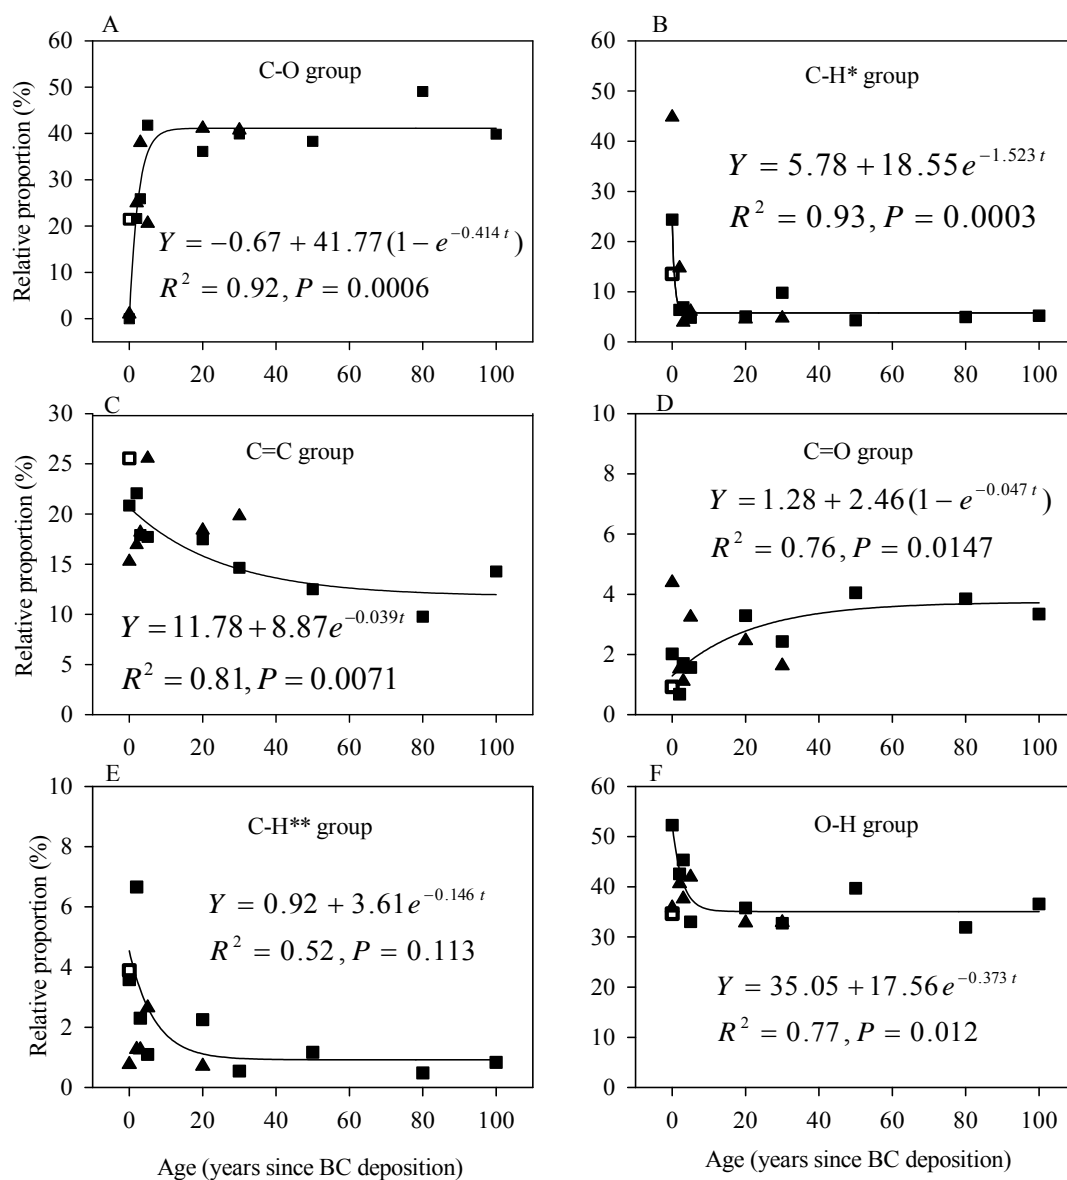 A
60
50
40
30
20
10
0
Relative proportion (%)
C-O group
Y = −0.67 + 41.77(1 − e^{−0.414 t})
R² = 0.92, P = 0.0006
0 20 40 60 80 100
B
60
50
40
30
20
10
0
C-H* group
Y = 5.78 + 18.55e^{−1.523 t}
R² = 0.93, P = 0.0003
0 20 40 60 80 100
C
30
25
20
15
10
5
0
Relative proportion (%)
C=C group
Y = 11.78 + 8.87e^{−0.039t}
R² = 0.81, P = 0.0071
0 20 40 60 80 100
D
10
8
6
4
2
0
C=O group
Y = 1.28 + 2.46(1 − e^{−0.047 t})
R² = 0.76, P = 0.0147
0 20 40 60 80 100
E
10
8
6
4
2
0
Relative proportion (%)
C-H** group
Y = 0.92 + 3.61e^{−0.146 t}
R² = 0.52, P = 0.113
0 20 40 60 80 100
Age (years since BC deposition)
F
60
50
40
30
20
10
0
O-H group
Y = 35.05 + 17.56e^{−0.373 t}
R² = 0.77, P = 0.012
0 20 40 60 80 100
Age (years since BC deposition)